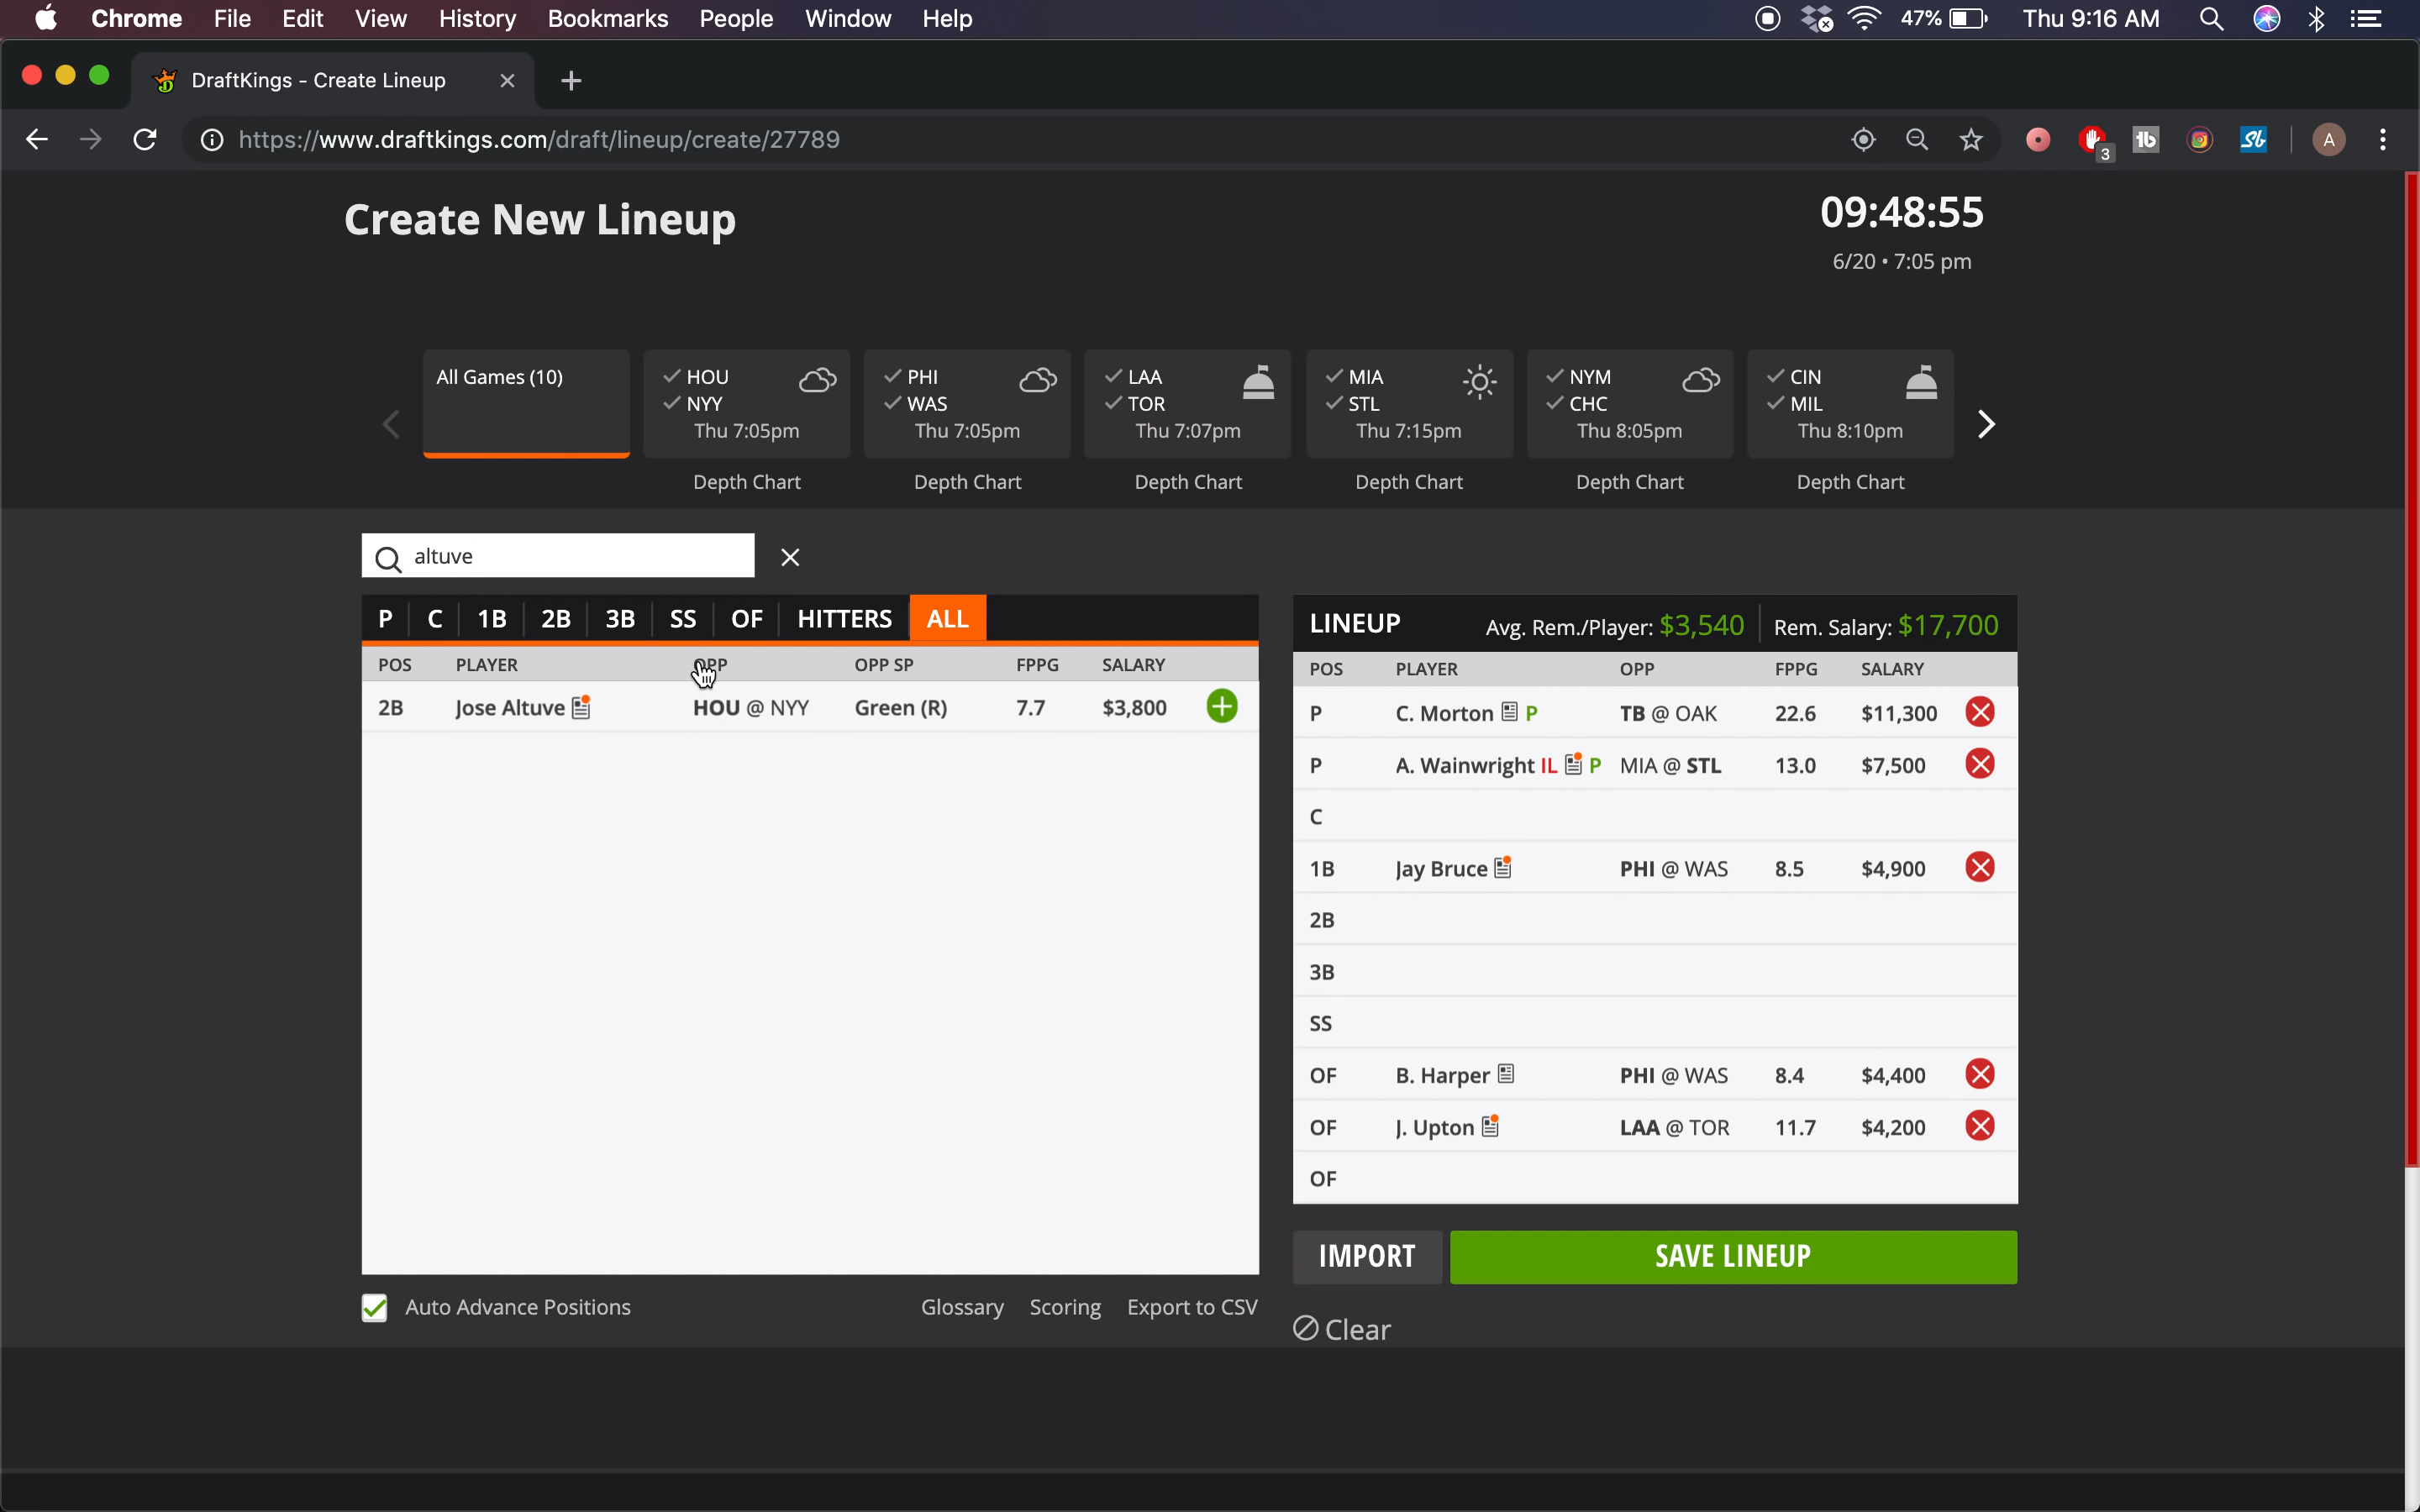 Chrome File Edit View History Bookmarks People Window Help 47% Thu 9:16 AM
DraftKings - Create Lineup
https://www.draftkings.com/draft/lineup/create/27789 3 tb Sb A
Create New Lineup
09:48:55
6/20 • 7:05 pm
All Games (10)
HOU
NYY
Thu 7:05pm
Depth Chart
PHI
WAS
Thu 7:05pm
Depth Chart
LAA
TOR
Thu 7:07pm
Depth Chart
MIA
STL
Thu 7:15pm
Depth Chart
NYM
CHC
Thu 8:05pm
Depth Chart
CIN
MIL
Thu 8:10pm
Depth Chart
altuve
P C 1B 2B 3B SS OF HITTERS ALL
POS PLAYER OPP OPP SP FPPG SALARY
2B Jose Altuve HOU @ NYY Green (R) 7.7 $3,800
Auto Advance Positions Glossary Scoring Export to CSV
LINEUP Avg. Rem./Player: $3,540 Rem. Salary: $17,700
POS PLAYER OPP FPPG SALARY
P C. Morton P TB @ OAK 22.6 $11,300
P A. Wainwright IL P MIA @ STL 13.0 $7,500
C
1B Jay Bruce PHI @ WAS 8.5 $4,900
2B
3B
SS
OF B. Harper PHI @ WAS 8.4 $4,400
OF J. Upton LAA @ TOR 11.7 $4,200
OF
IMPORT SAVE LINEUP
Clear